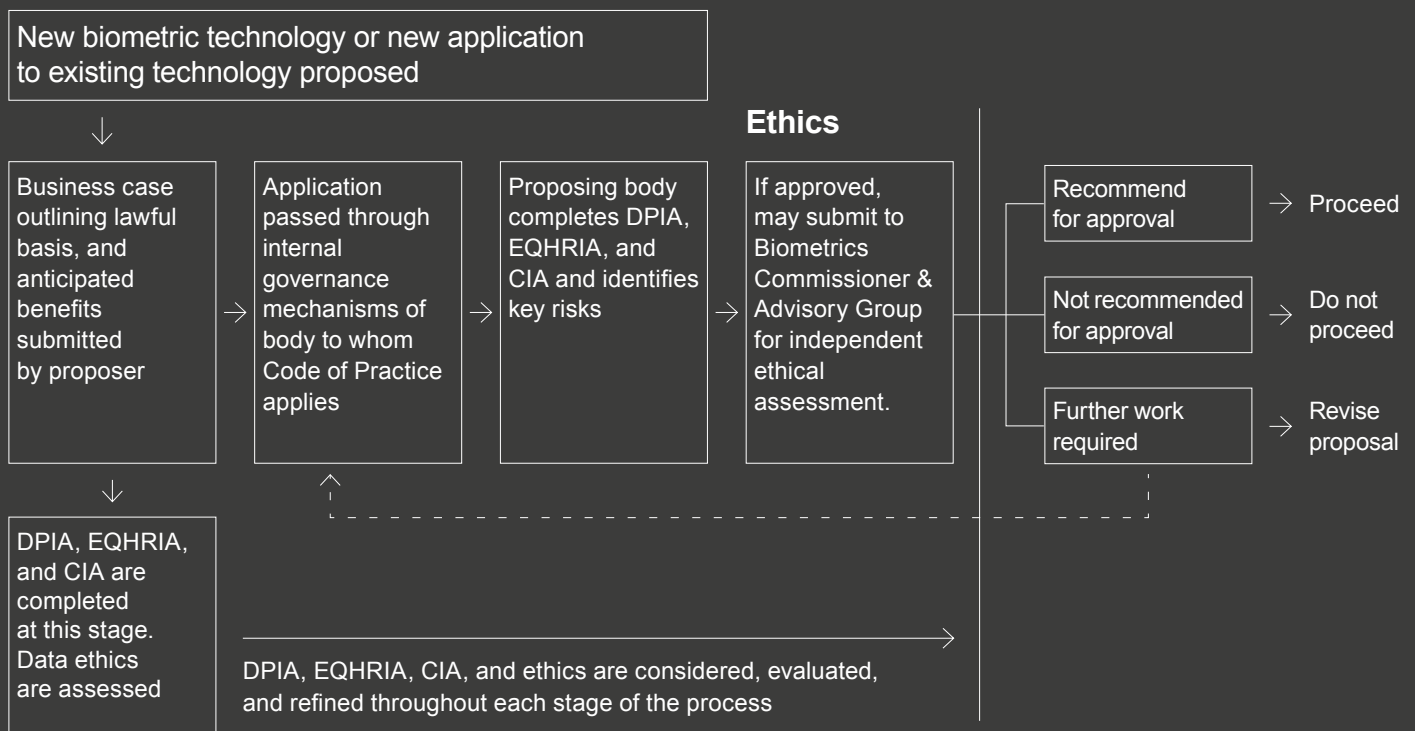 New biometric technology or new application
to existing technology proposed
Ethics
Business case
outlining lawful
basis, and
anticipated
benefits
submitted
by proposer
Application
passed through
internal
governance
mechanisms of
body to whom
Code of Practice
applies
Proposing body
completes DPIA,
EQHRIA, and
CIA and identifies
key risks
If approved,
may submit to
Biometrics
Commissioner &
Advisory Group
for independent
ethical
assessment.
Recommend
for approval
Proceed
Not recommended
for approval
Do not
proceed
Further work
required
Revise
proposal
DPIA, EQHRIA,
and CIA are
completed
at this stage.
Data ethics
are assessed
DPIA, EQHRIA, CIA, and ethics are considered, evaluated,
and refined throughout each stage of the process